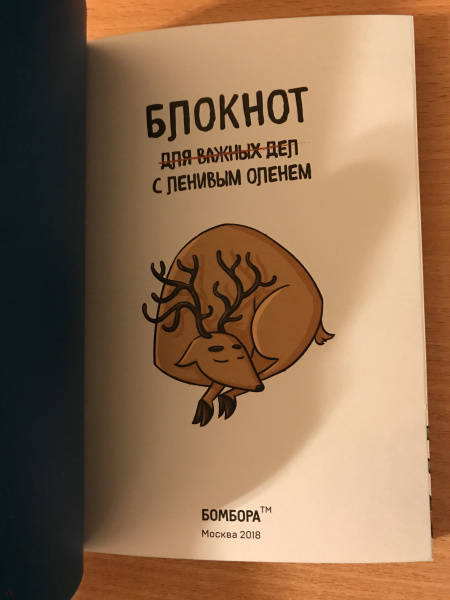 БЛОКНОТ
ДЛЯ ВАЖНЫХ ДЕЛ
С ЛЕНИВЫМ ОЛЕНЕМ
БОМБОРА™
Москва 2018